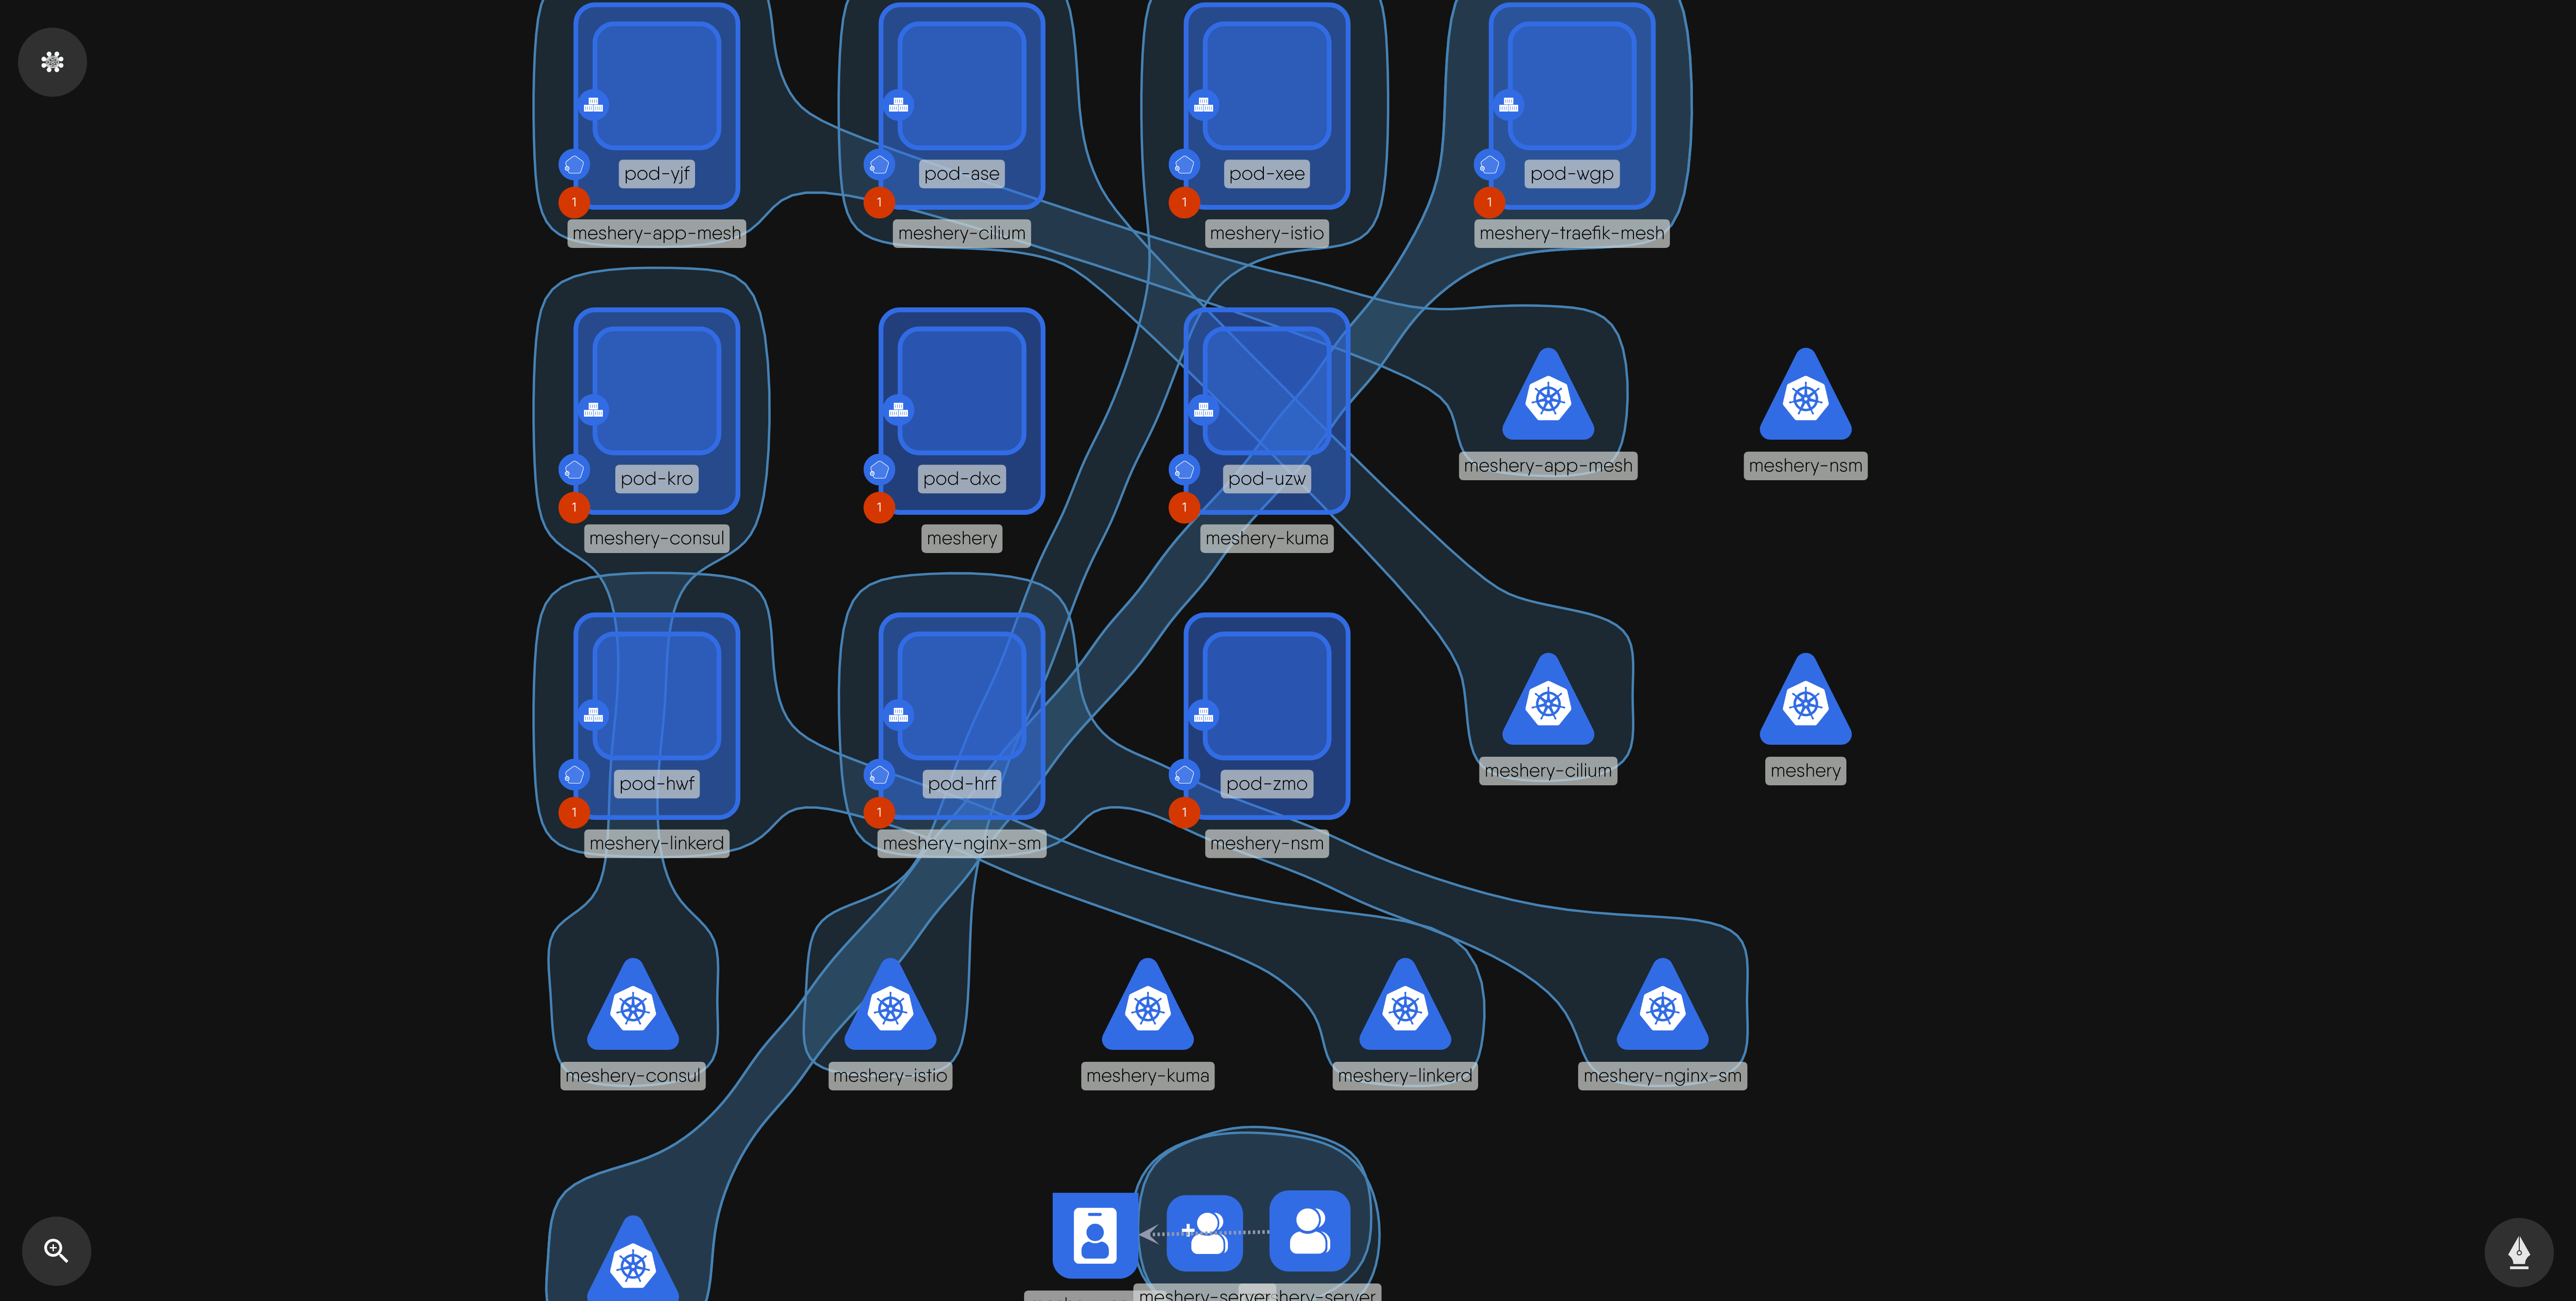 pod-yjf
pod-ase
pod-xee
pod-wgp
1
1
1
1
meshery-app-mesh
meshery-cilium
meshery-istio
meshery-traefik-mesh
pod-kro
pod-dxc
pod-uzw
meshery-app-mesh
meshery-nsm
1
1
1
meshery-consul
meshery
meshery-kuma
pod-hwf
pod-hrf
pod-zmo
meshery-cilium
meshery
1
1
1
meshery-linkerd
meshery-nginx-sm
meshery-nsm
meshery-consul
meshery-istio
meshery-kuma
meshery-linkerd
meshery-nginx-sm
meshery-server
hery-server